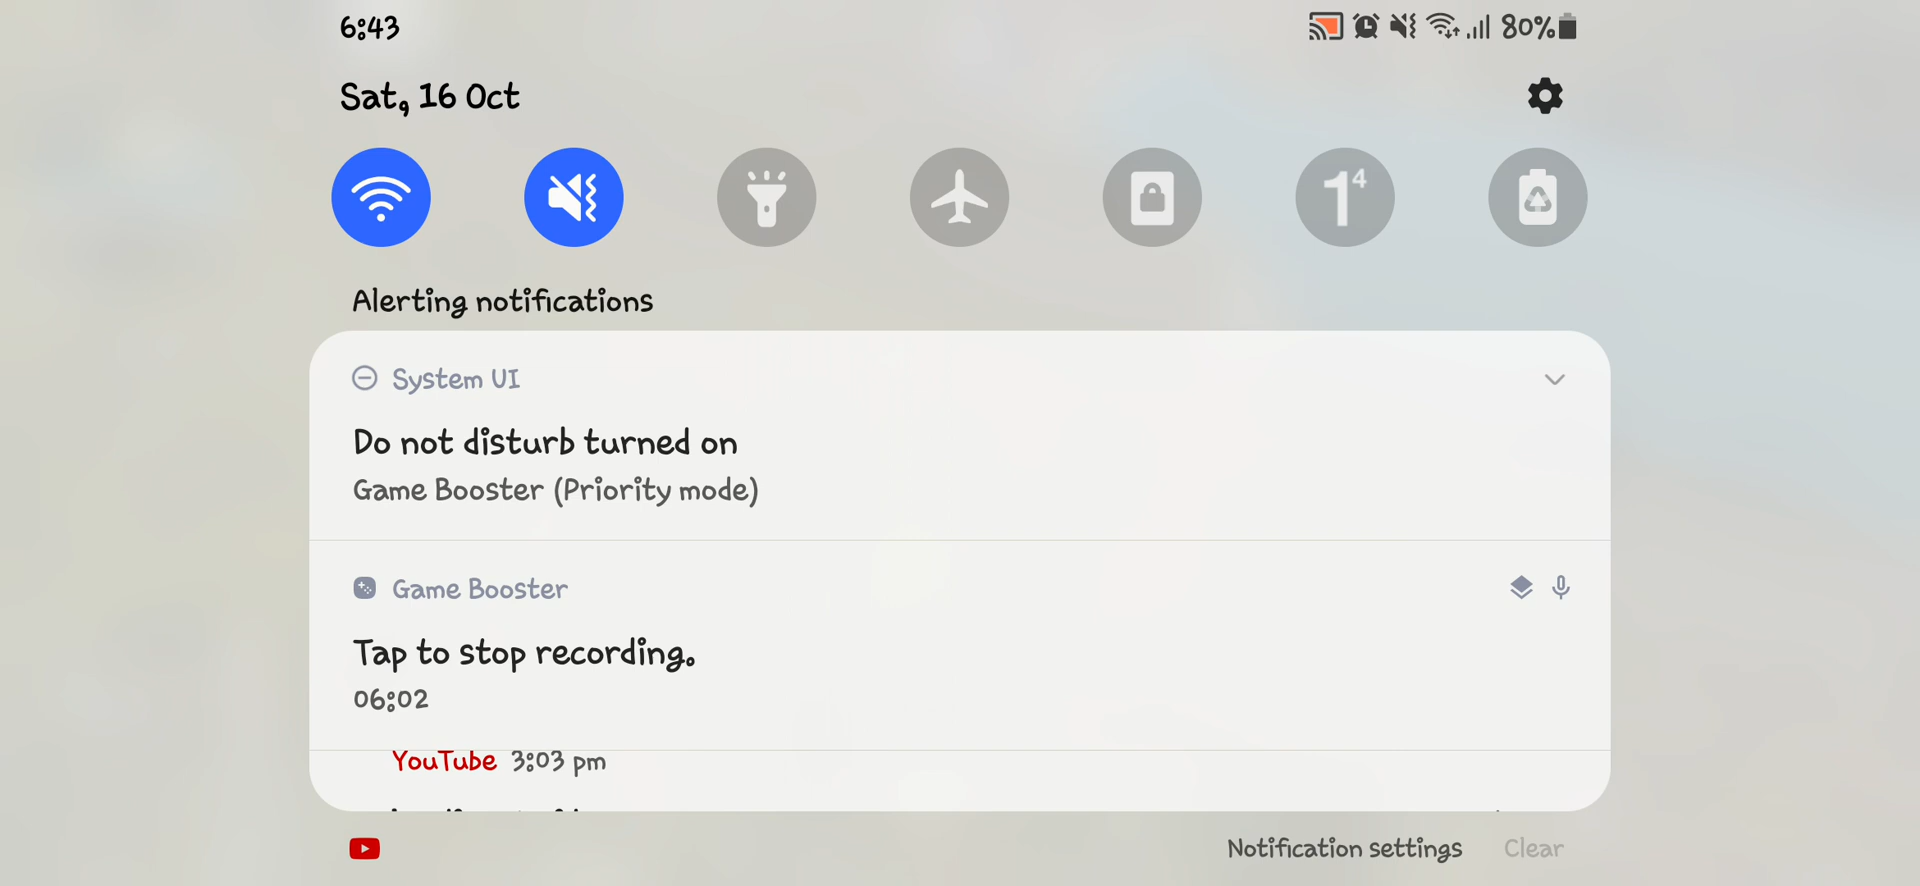 6:43
80%
Sat, 16 Oct
1⁴
Alerting notifications
System UI
Do not disturb turned on
Game Booster (Priority mode)
Game Booster
Tap to stop recording.
06:02
YouTube 3:03 pm
Notification settings Clear